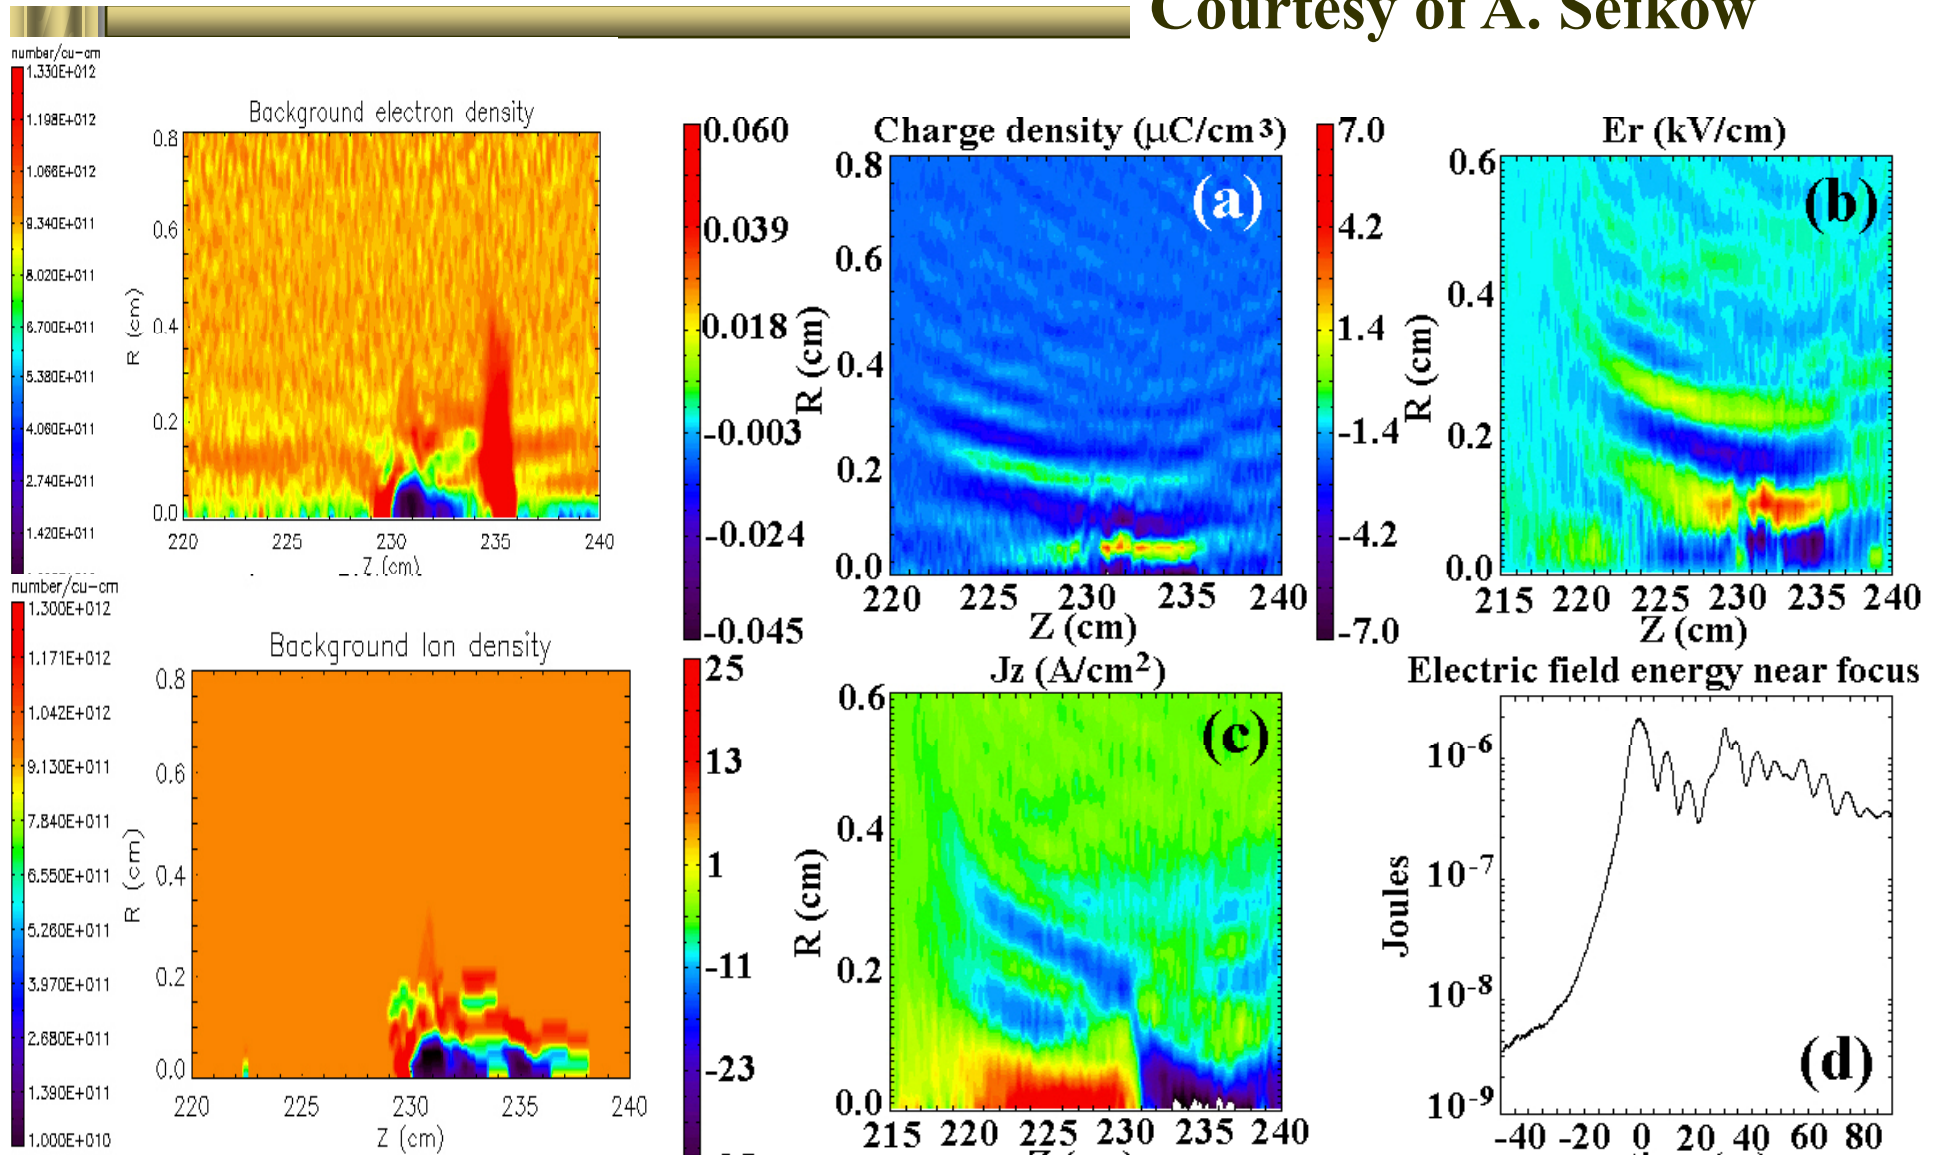 Courtesy of A. Sefkow
number/cu-cm
1.330E+012
1.198E+012
1.066E+012
9.340E+011
8.020E+011
6.700E+011
5.380E+011
4.060E+011
2.740E+011
1.420E+011
Background electron density
R (cm)
0.8
0.6
0.4
0.2
0.0
220 225 230 235 240
Z (cm)
0.060
0.039
0.018
-0.003
-0.024
-0.045
Charge density (μC/cm³)
(a)
R (cm)
0.8
0.6
0.4
0.2
0.0
220 225 230 235 240
Z (cm)
7.0
4.2
1.4
-1.4
-4.2
-7.0
Er (kV/cm)
(b)
R (cm)
0.6
0.4
0.2
0.0
215 220 225 230 235 240
Z (cm)
number/cu-cm
1.300E+012
1.171E+012
1.042E+012
9.130E+011
7.840E+011
6.550E+011
5.260E+011
3.970E+011
2.680E+011
1.390E+011
1.000E+010
Background Ion density
R (cm)
0.8
0.6
0.4
0.2
0.0
220 225 230 235 240
Z (cm)
25
13
1
-11
-23
Jz (A/cm²)
(c)
R (cm)
0.6
0.4
0.2
0.0
215 220 225 230 235 240
Electric field energy near focus
Joules
10⁻⁶
10⁻⁷
10⁻⁸
10⁻⁹
(d)
-40 -20 0 20 40 60 80